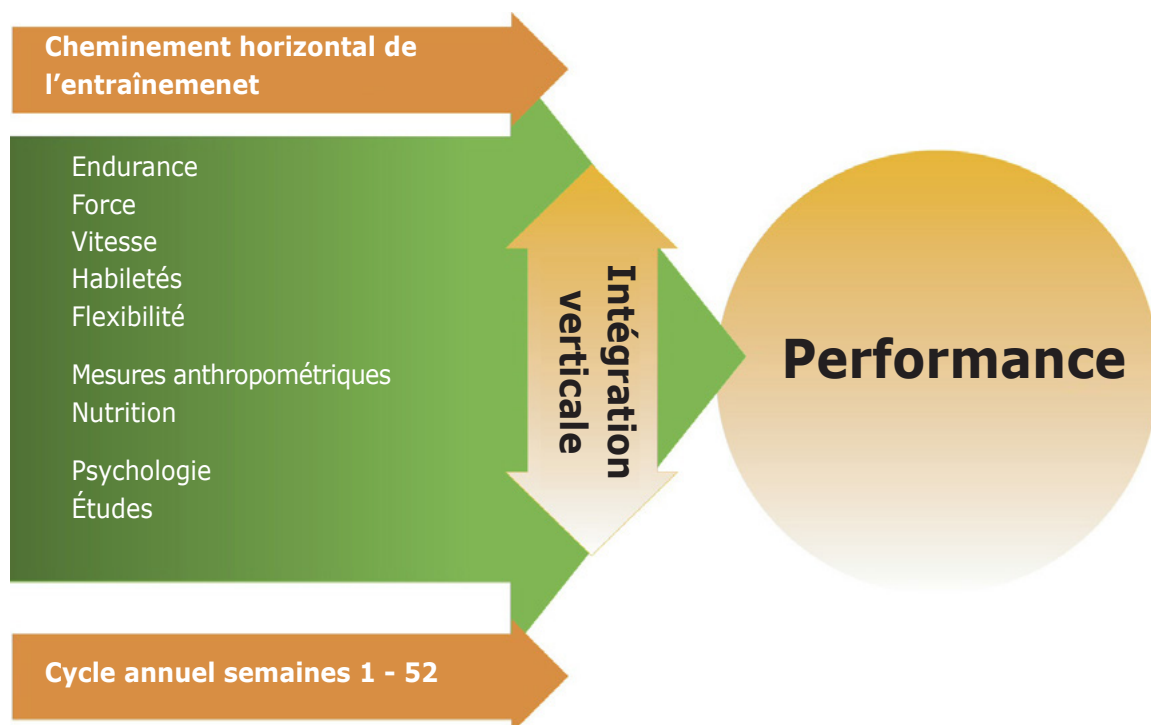 Cheminement horizontal de
l’entraînemenet
Endurance
Force
Vitesse
Habiletés
Flexibilité
Mesures anthropométriques
Nutrition
Psychologie
Études
Intégration
verticale
Performance
Cycle annuel semaines 1 - 52